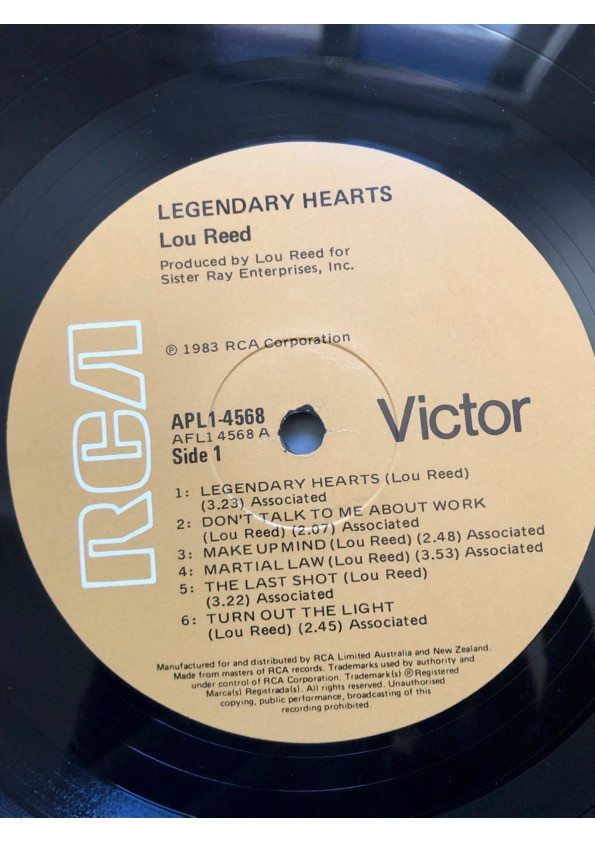 LEGENDARY HEARTS
Lou Reed
Produced by Lou Reed for
Sister Ray Enterprises, Inc.
℗ 1983 RCA Corporation
RCA
Victor
APL1-4568
AFL1 4568 A
Side 1
1: LEGENDARY HEARTS (Lou Reed)
(3.23) Associated
2: DON'T TALK TO ME ABOUT WORK
(Lou Reed) (2.07) Associated
3: MAKE UP MIND (Lou Reed) (2.48) Associated
4: MARTIAL LAW (Lou Reed) (3.53) Associated
5: THE LAST SHOT (Lou Reed)
(3.22) Associated
6: TURN OUT THE LIGHT
(Lou Reed) (2.45) Associated
Manufactured for and distributed by RCA Limited Australia and New Zealand.
Made from masters of RCA records. Trademarks used by authority and
under control of RCA Corporation. Trademark(s) ® Registered
Marca(s) Registrada(s). All rights reserved. Unauthorised
copying, public performance, broadcasting of this
recording prohibited.